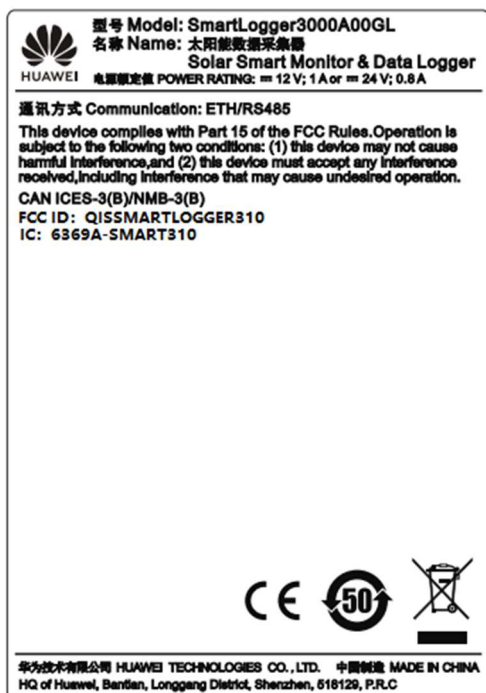 HUAWEI
型号 Model: SmartLogger3000A00GL
名称 Name: 太阳能数据采集器
Solar Smart Monitor & Data Logger
电源额定值 POWER RATING: ⎓ 12 V; 1 A or ⎓ 24 V; 0.8 A
通讯方式 Communication: ETH/RS485
This device complies with Part 15 of the FCC Rules.Operation is
subject to the following two conditions: (1) this device may not cause
harmful interference,and (2) this device must accept any interference
received,including interference that may cause undesired operation.
CAN ICES-3(B)/NMB-3(B)
FCC ID: QISSMARTLOGGER310
IC: 6369A-SMART310
CE 50
华为技术有限公司 HUAWEI TECHNOLOGIES CO., LTD. 中国制造 MADE IN CHINA
HQ of Huawei, Bantian, Longgang District, Shenzhen, 518129, P.R.C